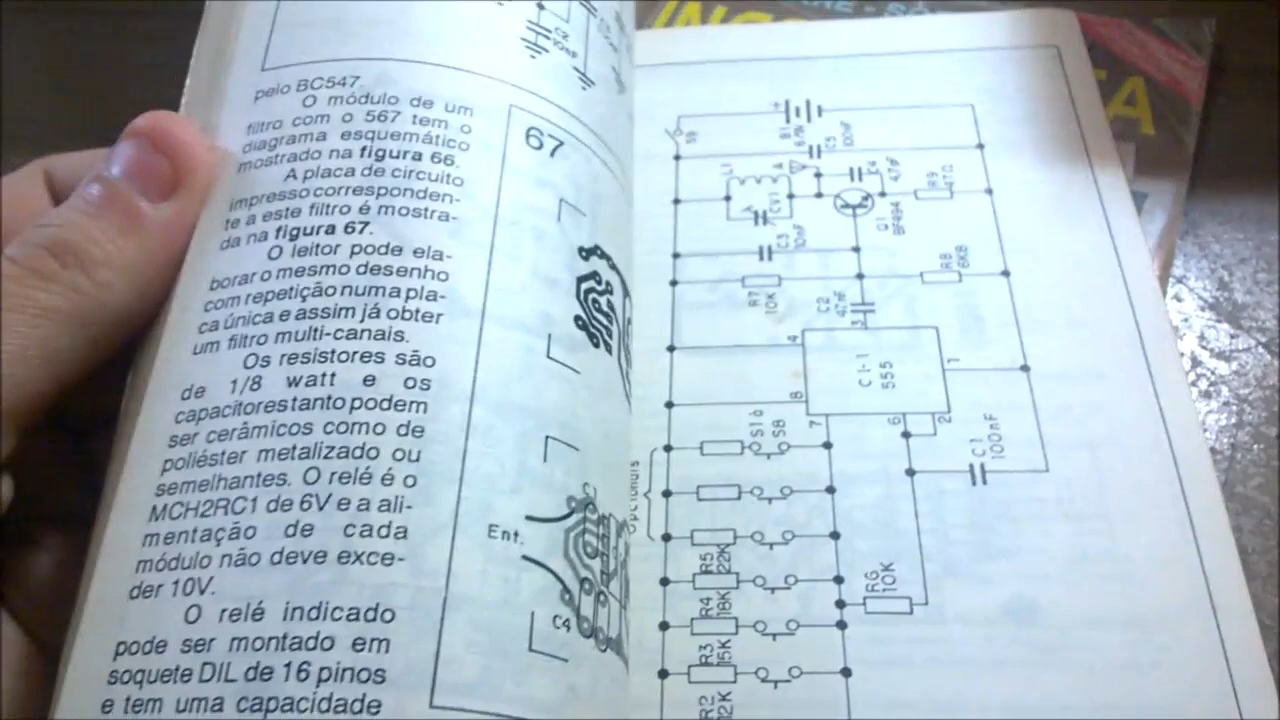 C2
10nF
pelo BC547.
O módulo de um
filtro com o 567 tem o
diagrama esquemático
mostrado na figura 66.
A placa de circuito
impresso corresponden-
te a este filtro é mostra-
da na figura 67.
O leitor pode ela-
borar o mesmo desenho
com repetição numa pla-
ca única e assim já obter
um filtro multi-canais.
Os resistores são
de 1/8 watt e os
capacitores tanto podem
ser cerâmicos como de
poliéster metalizado ou
semelhantes. O relé é o
MCH2RC1 de 6V e a ali-
mentação de cada
módulo não deve exce-
der 10V.
O relé indicado
pode ser montado em
soquete DIL de 16 pinos
e tem uma capacidade
67
Ent.
C4
S9
+
B1
C5
100nF
L1
A
CV1
C4
47pF
Q1
BF494
R9
47Ω
C3
10nF
R7
10K
C2
47nF
R8
6K8
3
4
8
7
6
2
1
CI-1
555
S1 à
S8
C1
100nF
R6
10K
R5
22K
R4
18K
R3
15K
R2
12K
TA